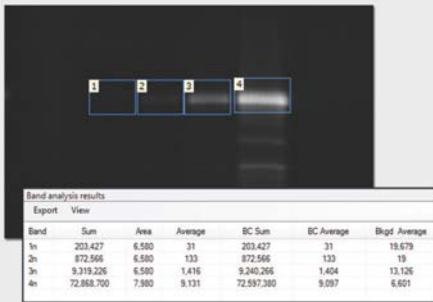 1 2 3 4
Band analysis results
Export View
Band Sum Area Average BC Sum BC Average Bkgd Average
1n 203,427 6,580 31 203,427 31 19,679
2n 872,566 6,580 133 872,566 133 19
3n 9,319,226 6,580 1,416 9,240,266 1,404 13,126
4n 72,868,700 7,980 9,131 72,597,380 9,097 6,601